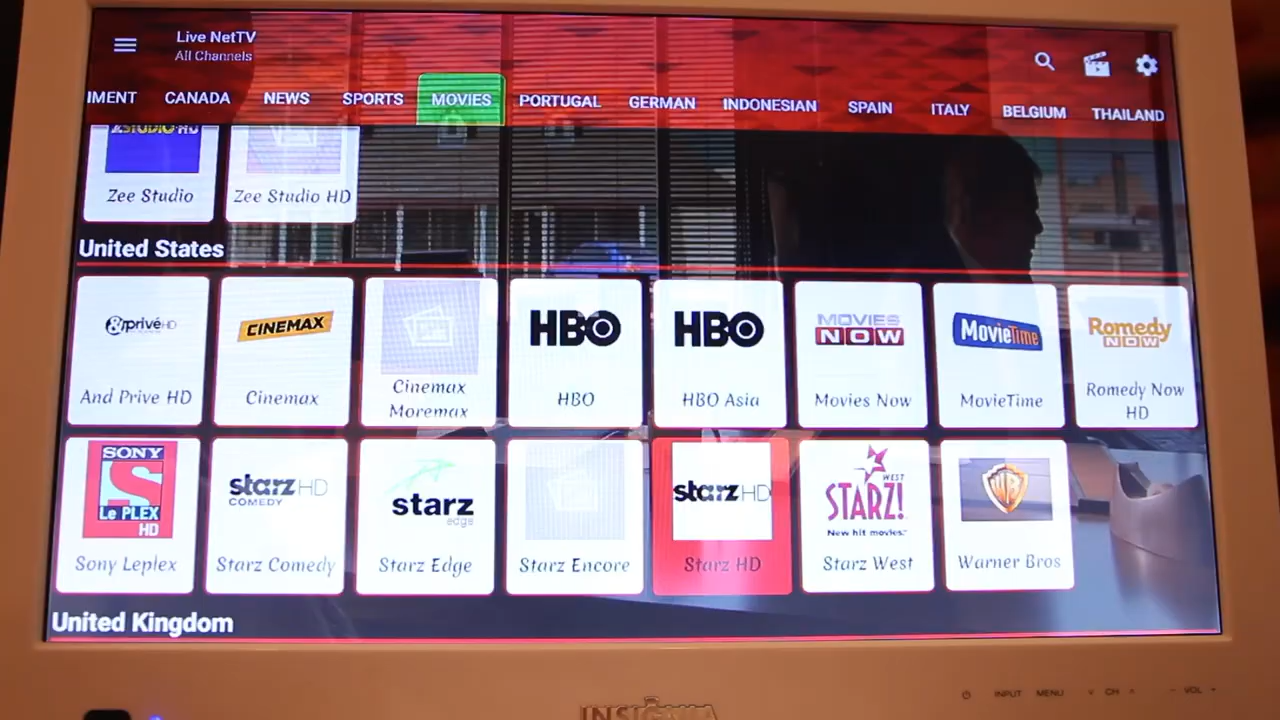 Live NetTV
All Channels
IMENT CANADA NEWS SPORTS MOVIES PORTUGAL GERMAN INDONESIAN SPAIN ITALY BELGIUM THAILAND
Zee Studio Zee Studio HD
United States
privé HD CINEMAX HBO HBO MOVIES NOW MovieTime Romedy NOW
And Prive HD Cinemax Cinemax Moremax HBO HBO Asia Movies Now MovieTime Romedy Now HD
SONY S Le PLEX HD starz HD COMEDY starz edge starz HD STARZ! WEST New hit movies. WB
Sony Leplex Starz Comedy Starz Edge Starz Encore Starz HD Starz West Warner Bros
United Kingdom
INPUT MENU ∨ CH ∧ - VOL +
INSIGNIA